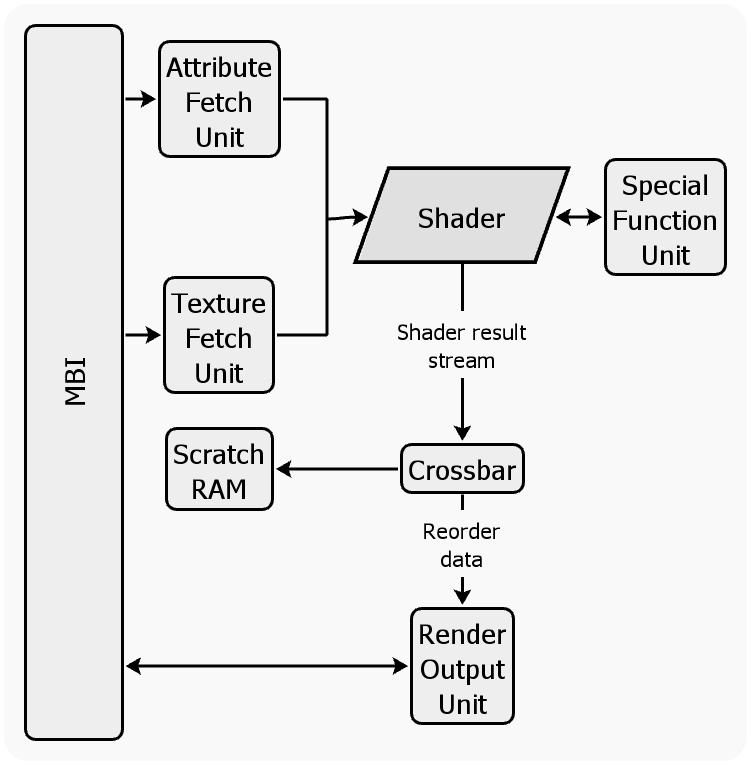 MBI
Attribute
Fetch
Unit
Texture
Fetch
Unit
Shader
Special
Function
Unit
Shader result
stream
Scratch
RAM
Crossbar
Reorder
data
Render
Output
Unit